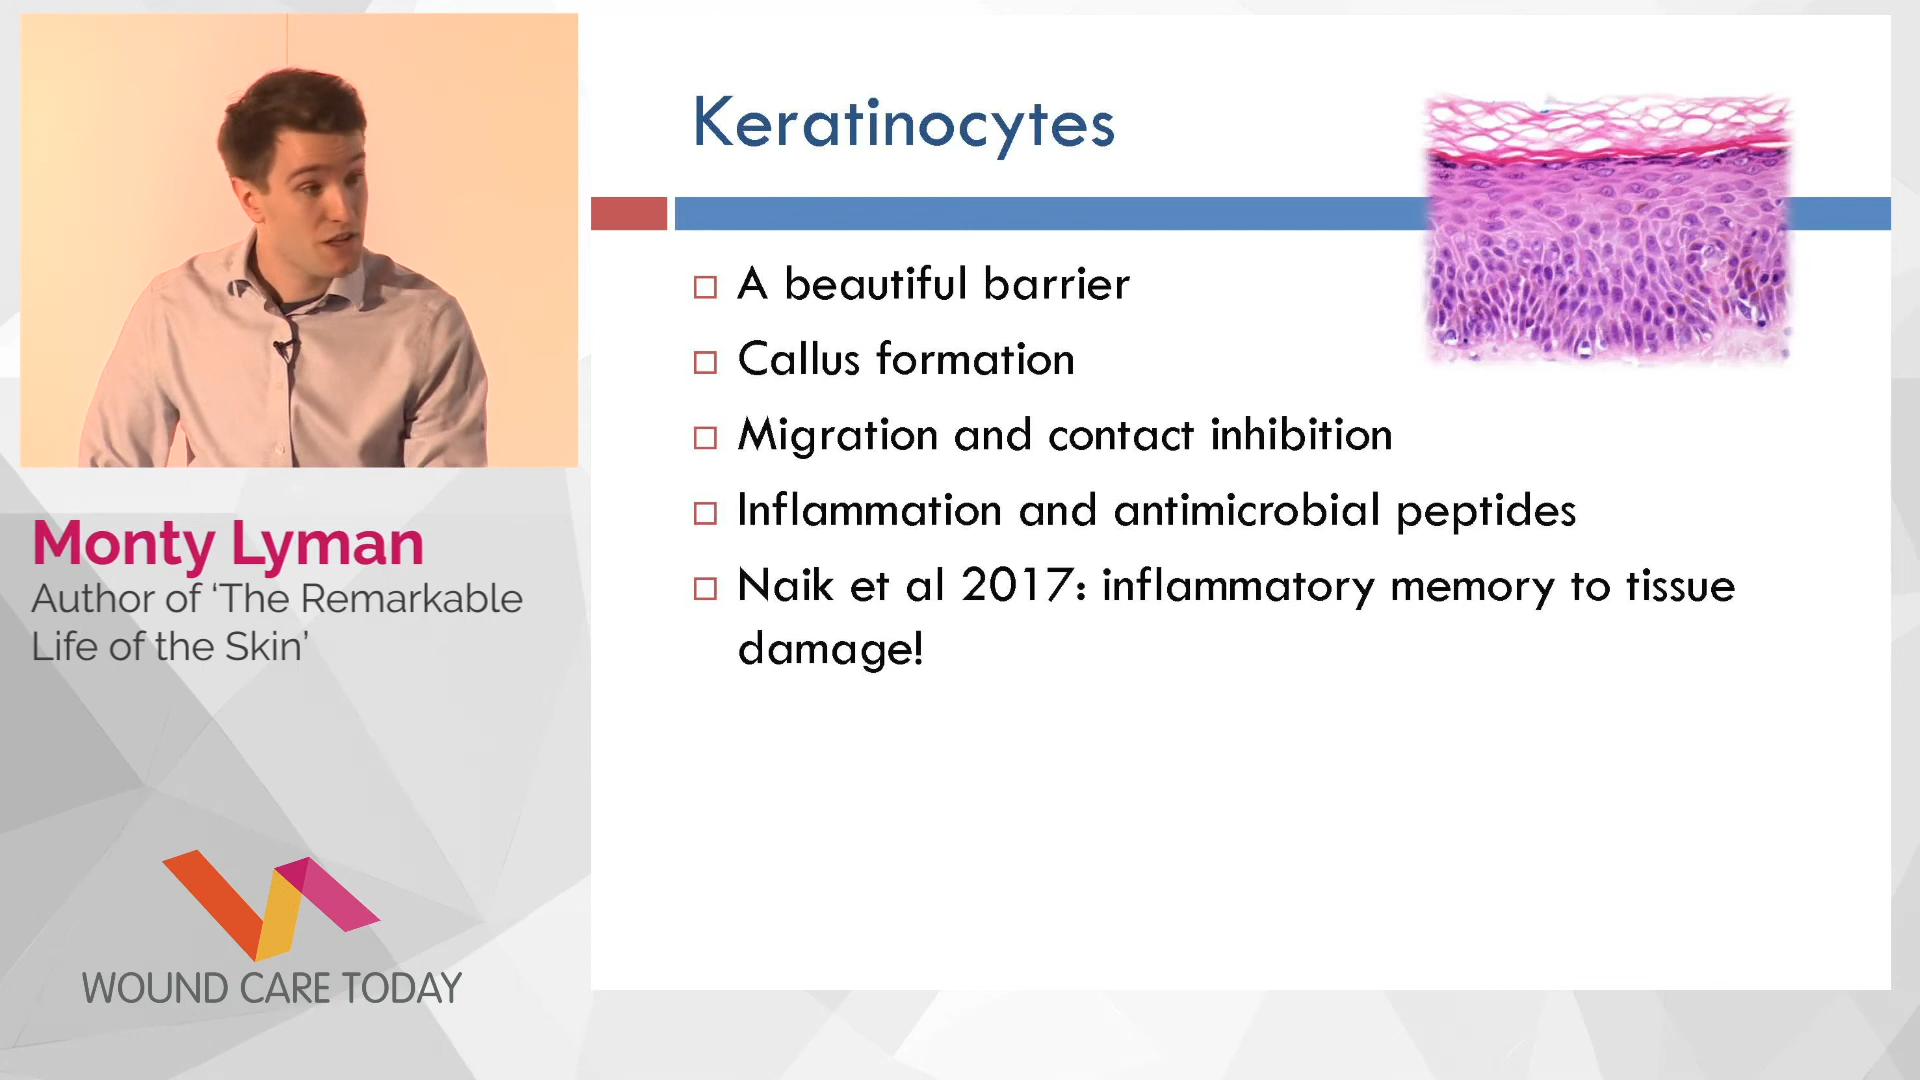 Keratinocytes
A beautiful barrier
Callus formation
Migration and contact inhibition
Inflammation and antimicrobial peptides
Naik et al 2017: inflammatory memory to tissue
damage!
Monty Lyman
Author of ‘The Remarkable
Life of the Skin’
WOUND CARE TODAY